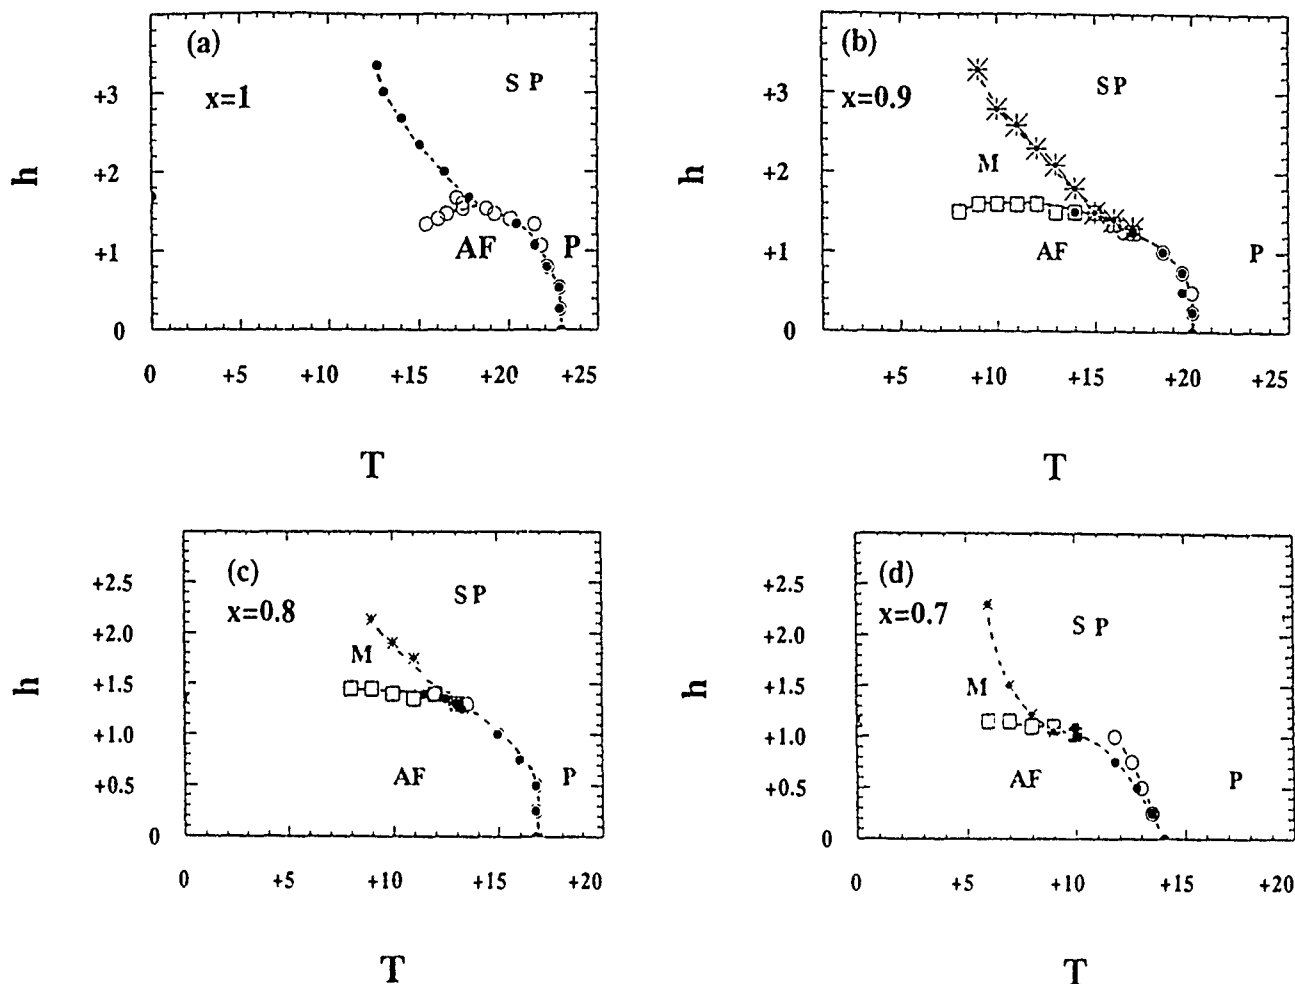 (a)
x=1
S P
AF
P
+3
+2
+1
0
h
0 +5 +10 +15 +20 +25
T
(b)
x=0.9
S P
M
AF
P
+3
+2
+1
0
h
+5 +10 +15 +20 +25
T
(c)
x=0.8
S P
M
AF
P
+2.5
+2.0
+1.5
+1.0
+0.5
0
h
0 +5 +10 +15 +20
T
(d)
x=0.7
S P
M
AF
P
+2.5
+2.0
+1.5
+1.0
+0.5
0
h
0 +5 +10 +15 +20
T